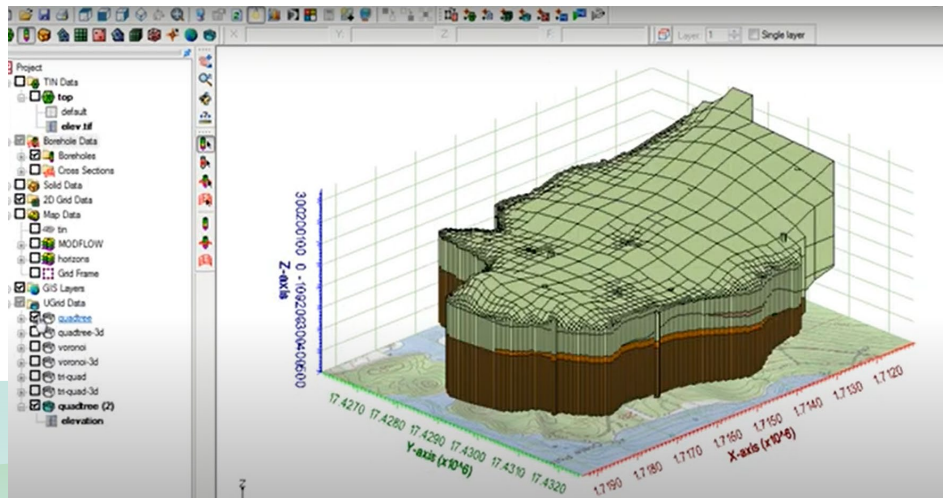 X:
Y:
Z:
F:
Layer: 1
Single layer
Project
TIN Data
top
default
elev.tif
Borehole Data
Boreholes
Cross Sections
Solid Data
2D Grid Data
Map Data
tin
MODFLOW
horizons
Grid Frame
GIS Layers
UGrid Data
quadtree
quadtree-3d
voronoi
voronoi-3d
tri-quad
tri-quad-3d
quadtree (2)
elevation
Z-axis
17.4270 17.4280 17.4290 17.4300 17.4310 17.4320
Y-axis (x10^6)
1.7190 1.7180 1.7170 1.7160 1.7150 1.7140 1.7130 1.7120
X-axis (x10^6)
Z